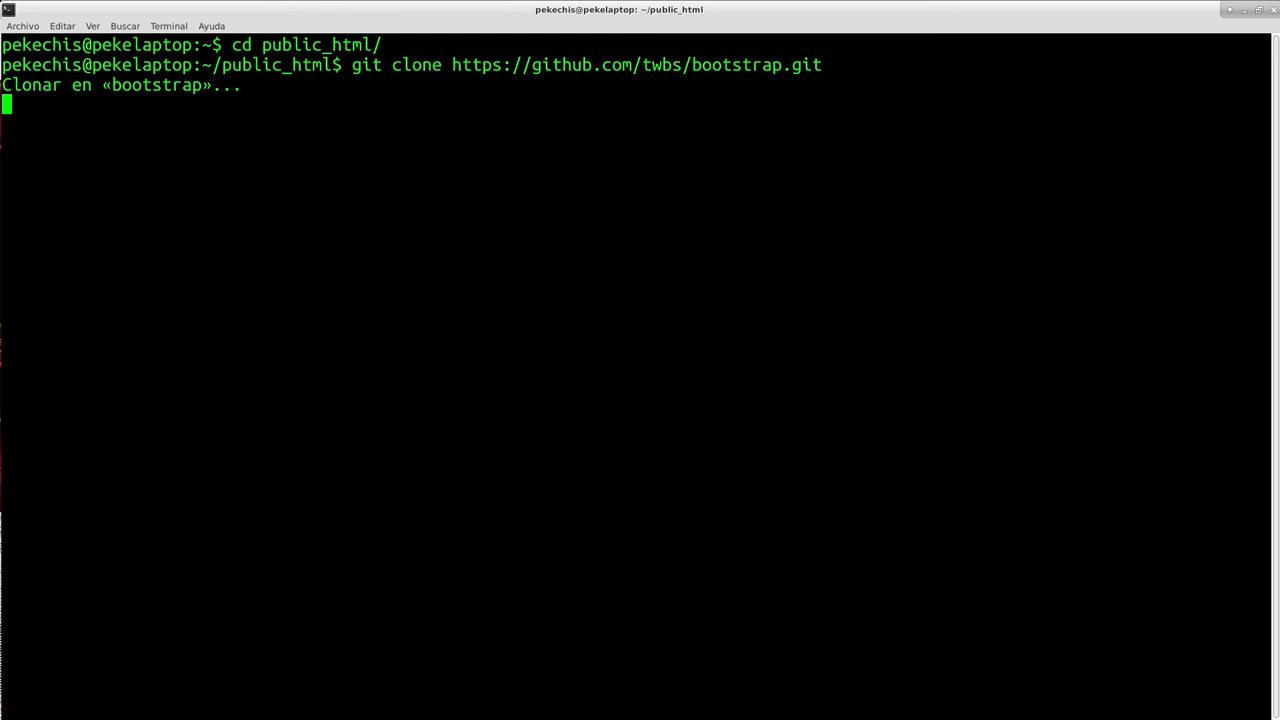 pekechis@pekelaptop: ~/public_html
Archivo Editar Ver Buscar Terminal Ayuda
pekechis@pekelaptop:~$ cd public_html/
pekechis@pekelaptop:~/public_html$ git clone https://github.com/twbs/bootstrap.git
Clonar en «bootstrap»...